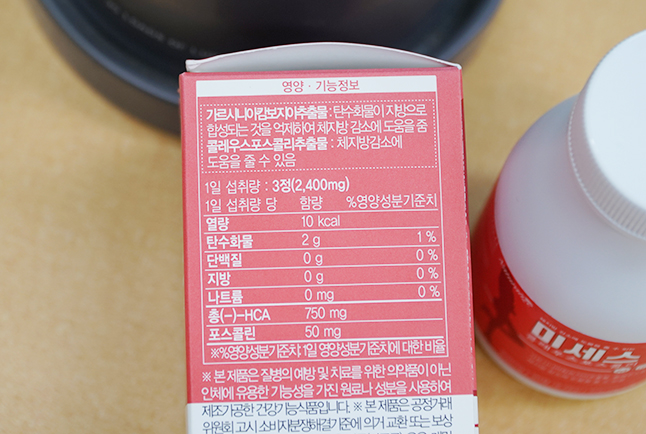 영양 · 기능정보
가르시니아캄보지아추출물 : 탄수화물이 지방으로
합성되는 것을 억제하여 체지방 감소에 도움을 줌
콜레우스포스콜리추출물 : 체지방감소에
도움을 줄 수 있음
1일 섭취량 : 3정(2,400mg)
1일 섭취량 당 함량 %영양성분기준치
열량 10 kcal
탄수화물 2 g 1 %
단백질 0 g 0 %
지방 0 g 0 %
나트륨 0 mg 0 %
총(-)-HCA 750 mg
포스콜린 50 mg
※%영양성분기준치: 1일 영양성분기준치에 대한 비율
※ 본 제품은 질병의 예방 및 치료를 위한 의약품이 아닌
인체에 유용한 기능성을 가진 원료나 성분을 사용하여
제조가공한 건강기능식품입니다. ※ 본 제품은 공정거래
위원회 고시 소비자분쟁해결기준에 의거 교환 또는 보상
미세스